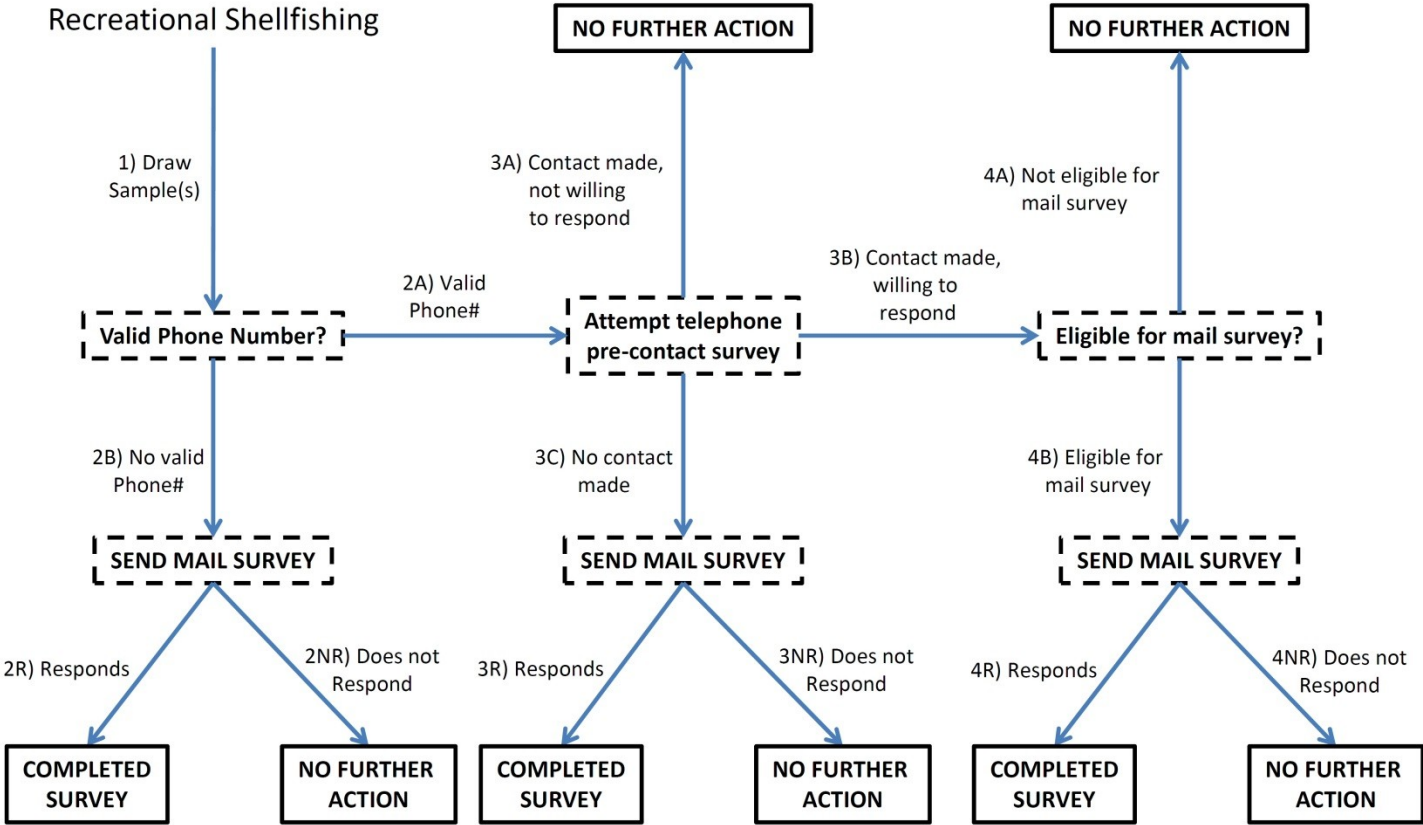 Recreational Shellfishing
NO FURTHER ACTION
NO FURTHER ACTION
1) Draw
Sample(s)
3A) Contact made,
not willing
to respond
4A) Not eligible for
mail survey
2A) Valid
Phone#
3B) Contact made,
willing to
respond
Valid Phone Number?
Attempt telephone
pre-contact survey
Eligible for mail survey?
2B) No valid
Phone#
3C) No contact
made
4B) Eligible for
mail survey
SEND MAIL SURVEY
SEND MAIL SURVEY
SEND MAIL SURVEY
2R) Responds
2NR) Does not
Respond
3R) Responds
3NR) Does not
Respond
4R) Responds
4NR) Does not
Respond
COMPLETED
SURVEY
NO FURTHER
ACTION
COMPLETED
SURVEY
NO FURTHER
ACTION
COMPLETED
SURVEY
NO FURTHER
ACTION